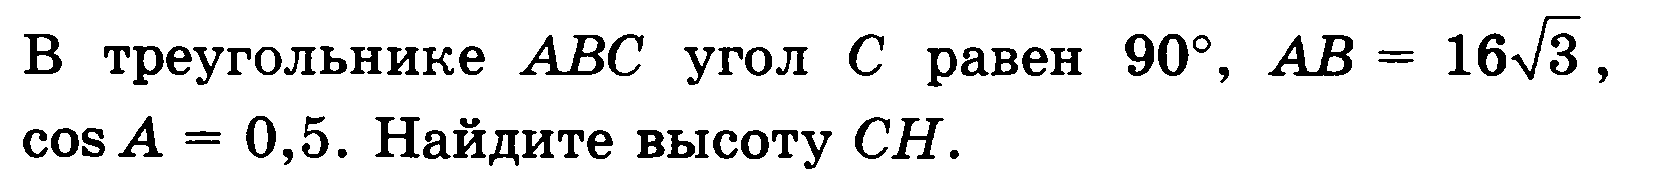 В треугольнике ABC угол C равен 90°, AB = 16√3,
cos A = 0,5. Найдите высоту CH.